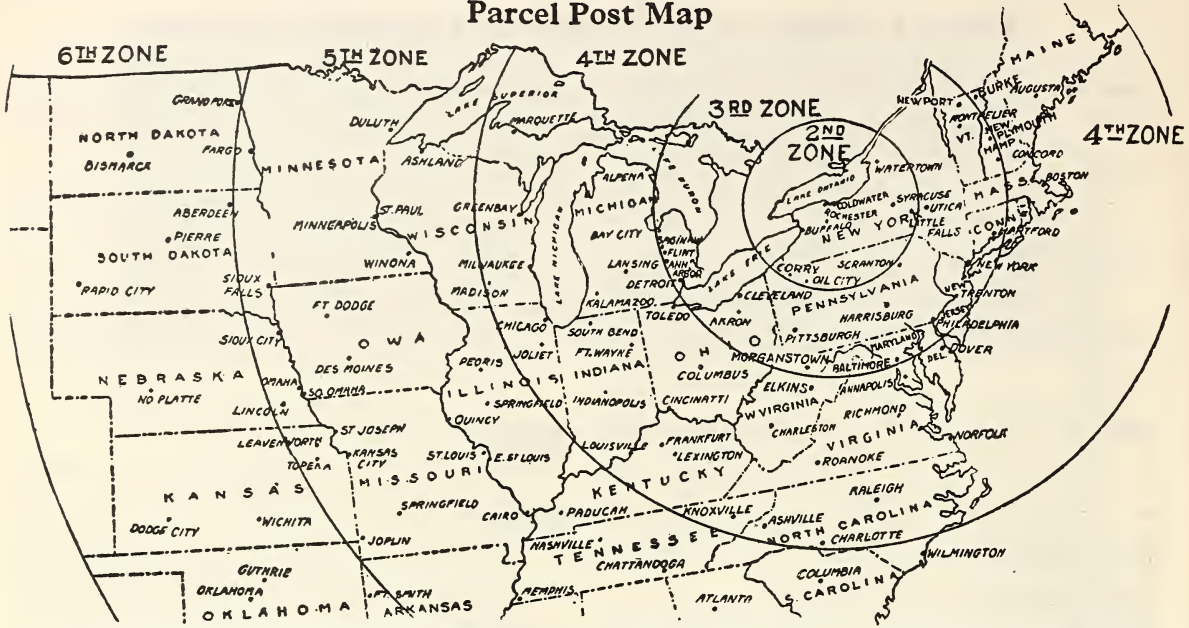 Parcel Post Map
6TH ZONE
5TH ZONE
4TH ZONE
3RD ZONE
2ND
ZONE
4TH ZONE
MAINE
BURKE
AUGUSTA
NEWPORT
MONTPELIER
VT.
NEW
HAMP
PLYMOUTH
CONCORD
MASS
BOSTON
CONN
HARTFORD
GRAND FORKS
NORTH DAKOTA
BISMARCK
FARGO
MINNESOTA
DULUTH
LAKE SUPERIOR
MARQUETTE
ASHLAND
ALPENA
LAKE HURON
WATERTOWN
LAKE ONTARIO
COLDWATER
ROCHESTER
SYRACUSE
UTICA
LITTLE
FALLS
BUFFALO
NEW YORK
ABERDEEN
PIERRE
SOUTH DAKOTA
RAPID CITY
SIOUX
FALLS
MINNEAPOLIS
ST. PAUL
WINONA
GREENBAY
WISCONSIN
MILWAUKEE
MADISON
LAKE MICHIGAN
MICHIGAN
BAY CITY
SAGINAW
FLINT
LANSING
ANN
ARBOR
DETROIT
KALAMAZOO
LAKE ERIE
CORRY
OIL CITY
SCRANTON
NEW YORK
NEW
JERSEY
TRENTON
PENNSYLVANIA
HARRISBURG
PHILADELPHIA
PITTSBURGH
CLEVELAND
TOLEDO
AKRON
FT DODGE
SIOUX CITY
IOWA
DES MOINES
CHICAGO
SOUTH BEND
JOLIET
FT. WAYNE
OHIO
COLUMBUS
MORGANSTOWN
MARYLAND
BALTIMORE
DEL.
DOVER
NEBRASKA
NO PLATTE
OMAHA
SO OMAHA
LINCOLN
PEORIS
ILLINOIS
SPRINGFIELD
QUINCY
INDIANA
INDIANOPLIS
CINCINATTI
ELKINS
W VIRGINIA
CHARLESTON
ANNAPOLIS
RICHMOND
VIRGINIA
NORFOLK
ROANOKE
ST JOSEPH
LEAVENWORTH
KANSAS
CITY
TOPEKA
ST. LOUIS
E. ST LOUIS
MISSOURI
LOUISVILLE
FRANKFURT
LEXINGTON
KENTUCKY
KANSAS
DODGE CITY
WICHITA
SPRINGFIELD
CAIRO
PADUCAH
KNOXVILLE
RALEIGH
ASHVILLE
NORTH CAROLINA
CHARLOTTE
WILMINGTON
JOPLIN
NASHVILLE
TENNESSEE
CHATTANOOGA
GUTHRIE
OKLAHOMA
OKLAHOMA
FT SMITH
ARKANSAS
MEMPHIS
ATLANTA
COLUMBIA
S. CAROLINA